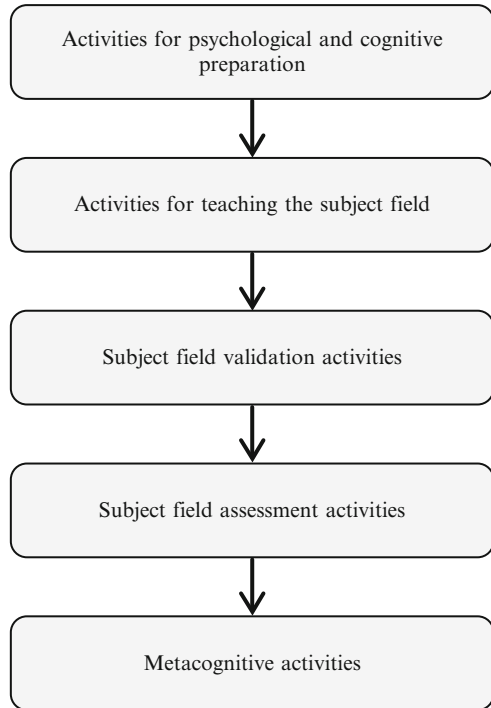 Activities for psychological and cognitive
preparation
Activities for teaching the subject field
Subject field validation activities
Subject field assessment activities
Metacognitive activities